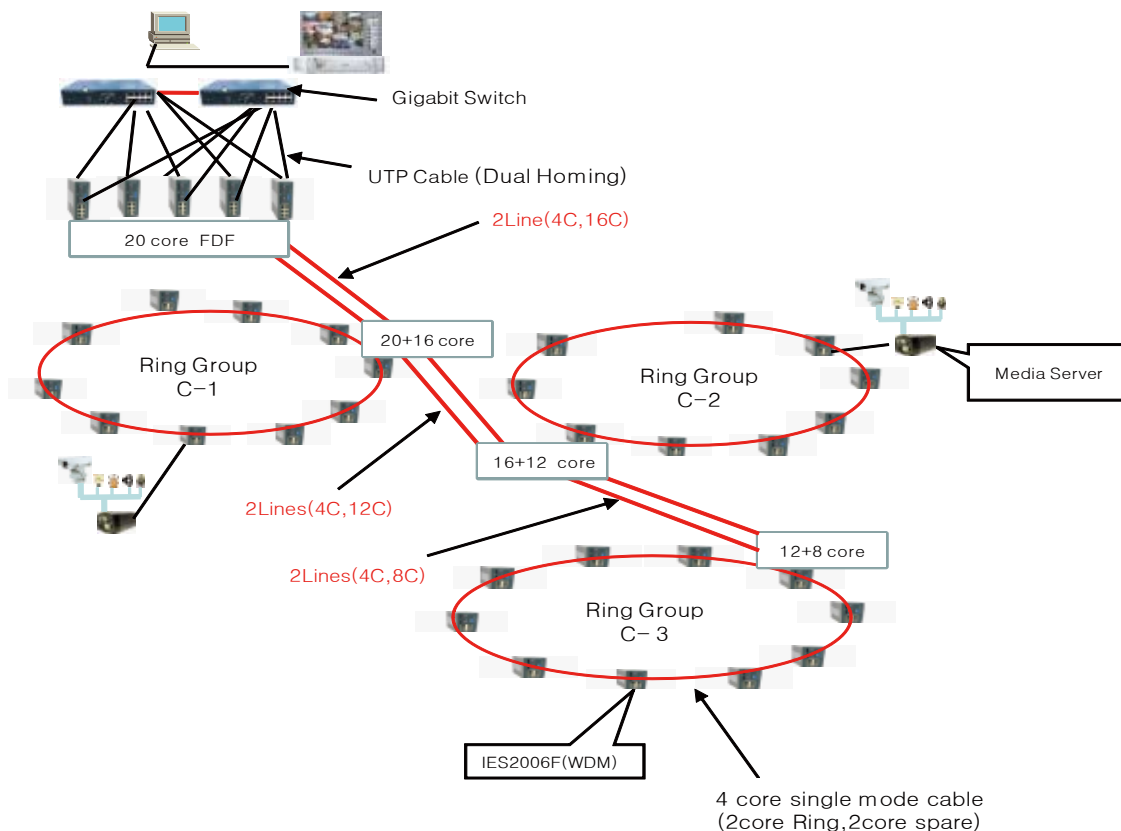 Gigabit Switch
UTP Cable (Dual Homing)
2Line(4C,16C)
20 core FDF
20+16 core
Ring Group
C-1
Ring Group
C-2
Media Server
16+12 core
2Lines(4C,12C)
12+8 core
2Lines(4C,8C)
Ring Group
C- 3
IES2006F(WDM)
4 core single mode cable
(2core Ring,2core spare)